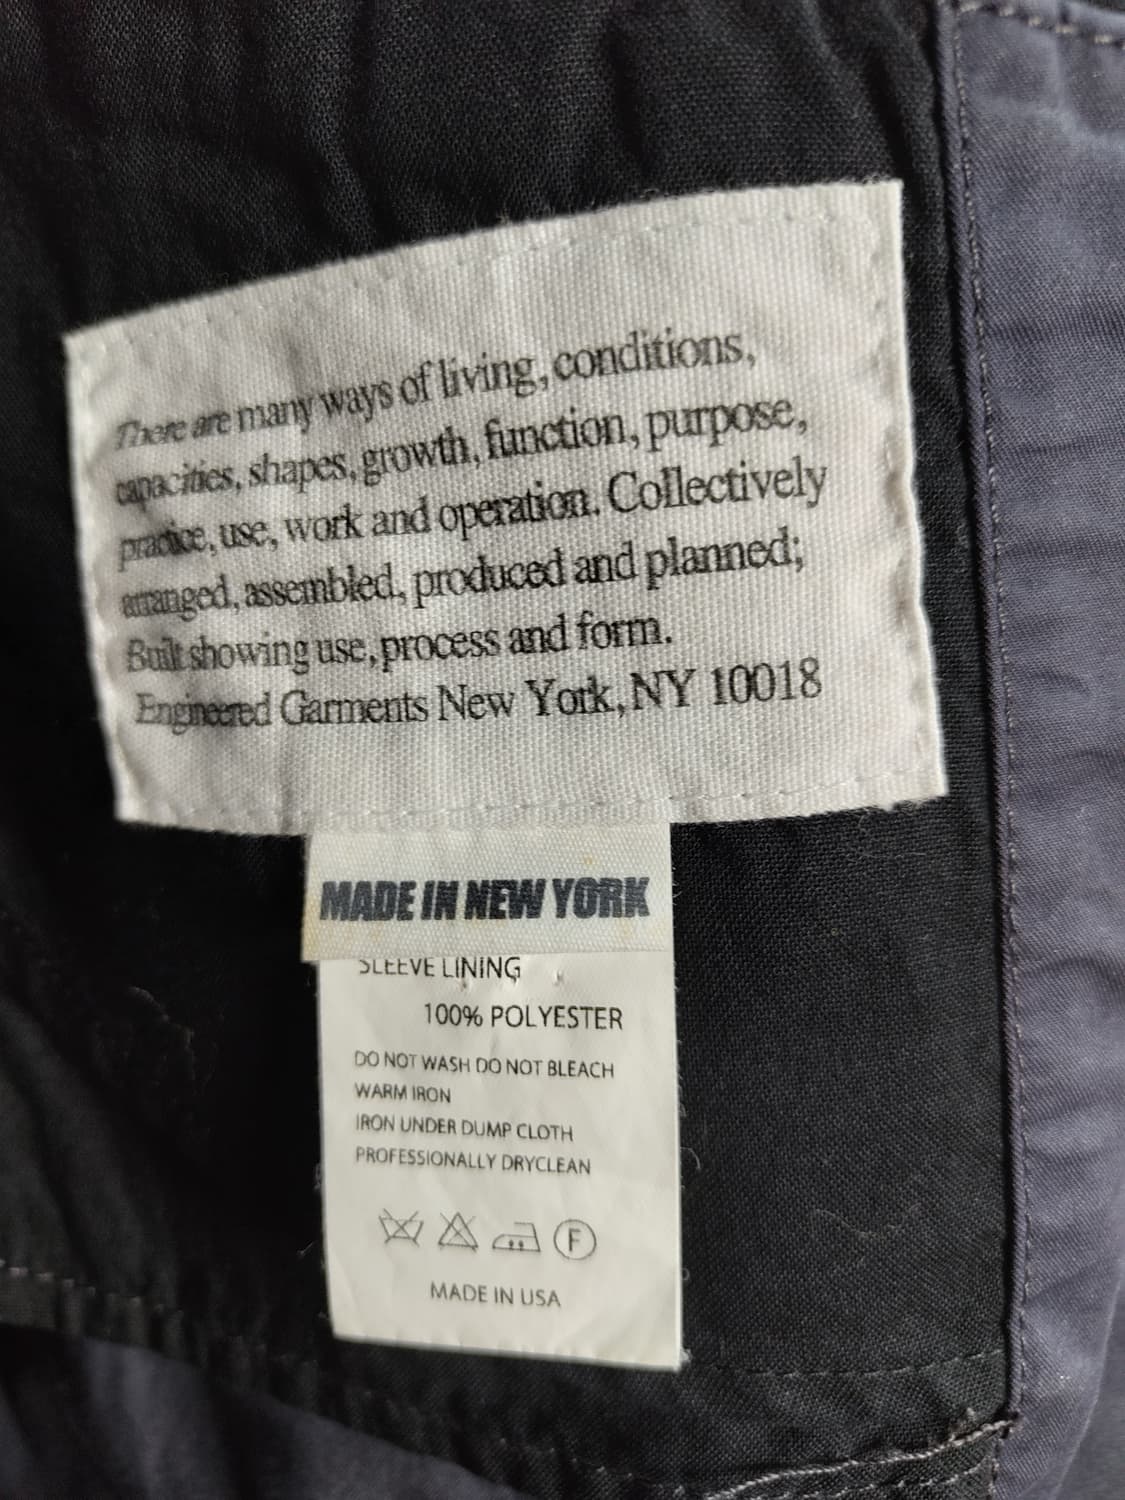 There are many ways of living, conditions,
capacities, shapes, growth, function, purpose,
practice, use, work and operation. Collectively
arranged, assembled, produced and planned;
Built showing use, process and form.
Engineered Garments New York, NY 10018
MADE IN NEW YORK
SLEEVE LINING
100% POLYESTER
DO NOT WASH DO NOT BLEACH
WARM IRON
IRON UNDER DUMP CLOTH
PROFESSIONALLY DRYCLEAN
F
MADE IN USA